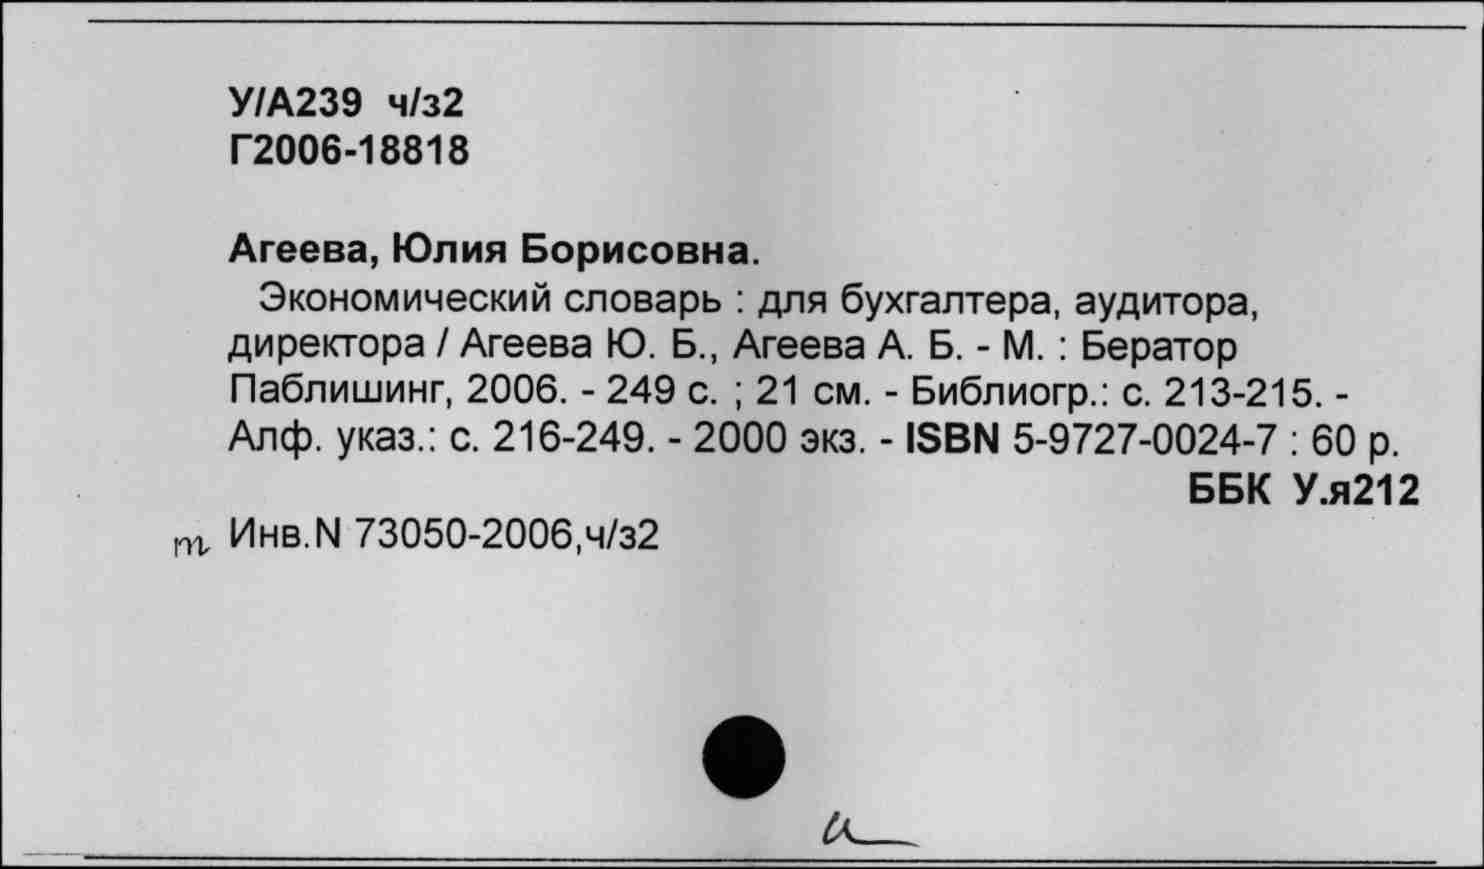 У/А239 ч/з2
Г2006-18818
Агеева, Юлия Борисовна.
Экономический словарь : для бухгалтера, аудитора,
директора / Агеева Ю. Б., Агеева А. Б. - М. : Бератор
Паблишинг, 2006. - 249 с. ; 21 см. - Библиогр.: с. 213-215. -
Алф. указ.: с. 216-249. - 2000 экз. - ISBN 5-9727-0024-7 : 60 р.
ББК У.я212
Инв.N 73050-2006,ч/з2